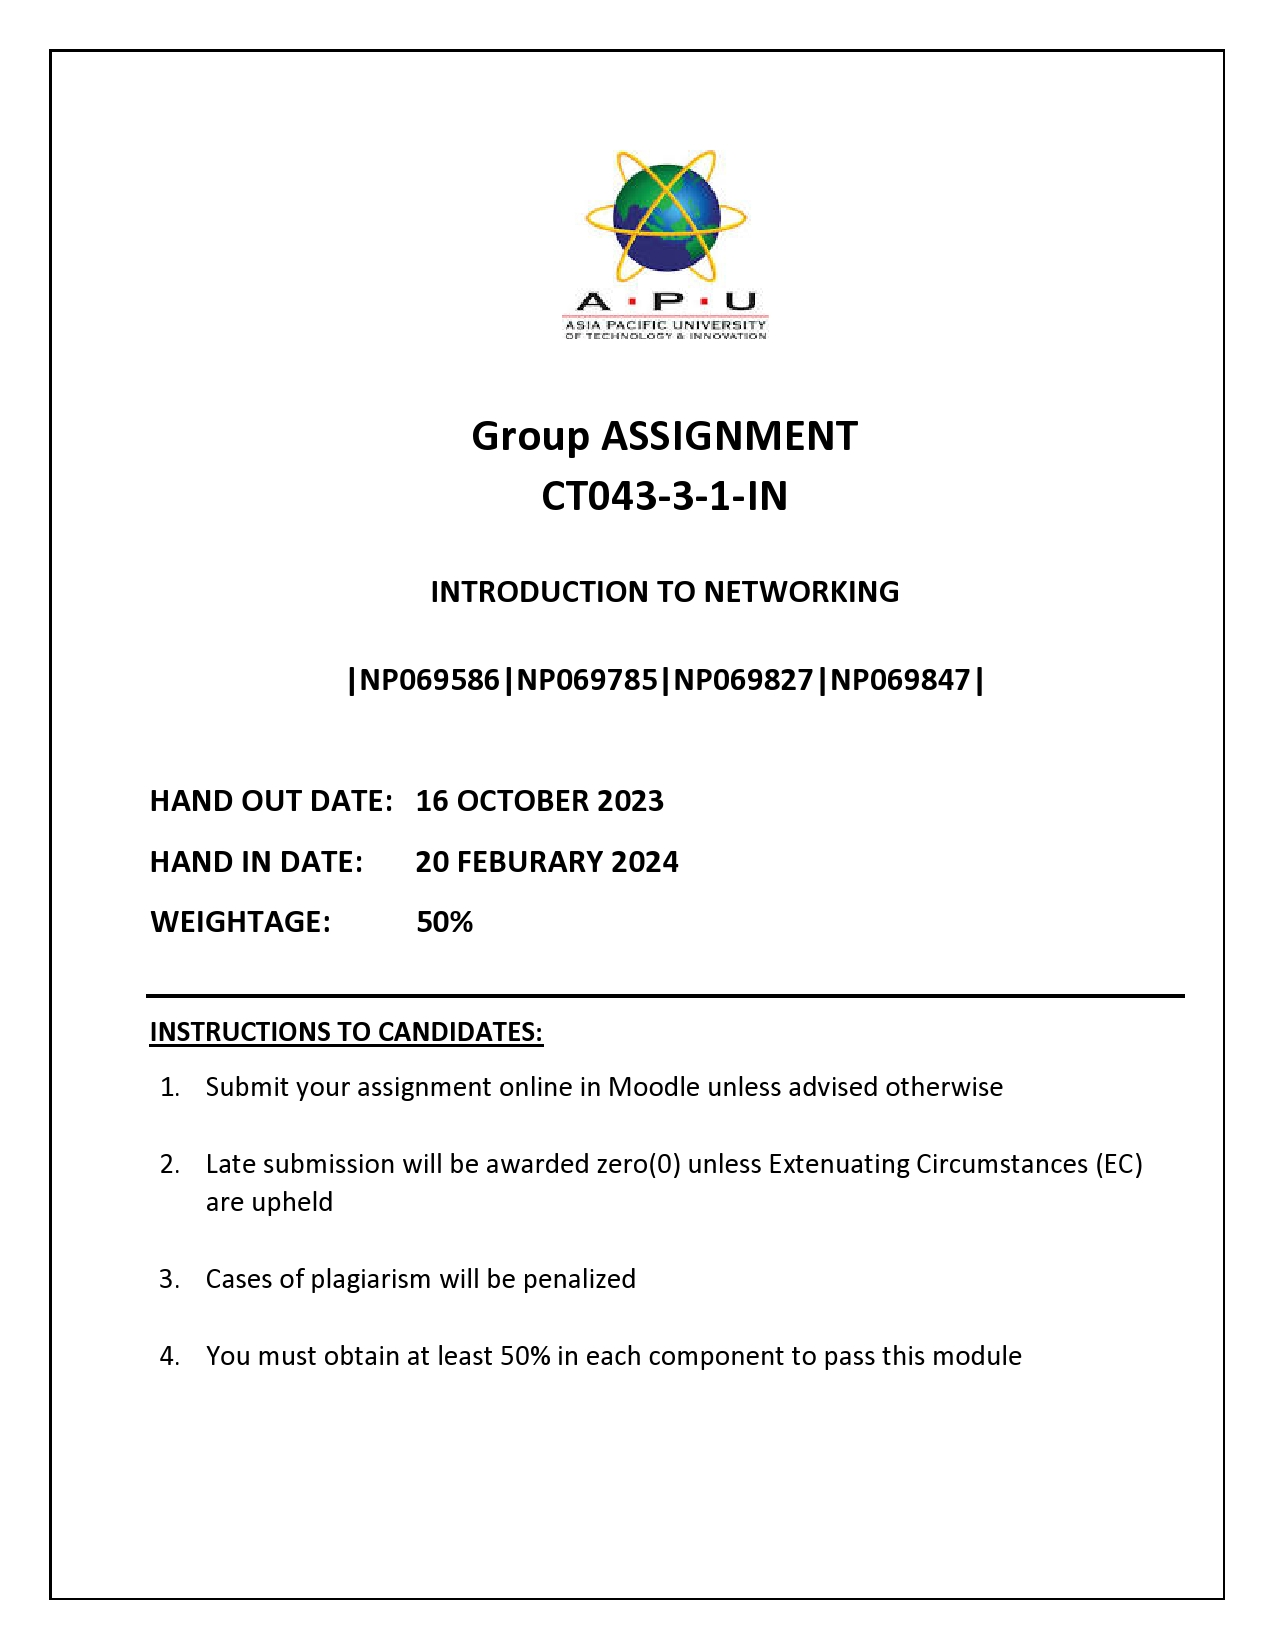 A·P·U
ASIA PACIFIC UNIVERSITY
OF TECHNOLOGY & INNOVATION
Group ASSIGNMENT
CT043-3-1-IN
INTRODUCTION TO NETWORKING
|NP069586|NP069785|NP069827|NP069847|
HAND OUT DATE: 16 OCTOBER 2023
HAND IN DATE: 20 FEBURARY 2024
WEIGHTAGE: 50%
INSTRUCTIONS TO CANDIDATES:
1. Submit your assignment online in Moodle unless advised otherwise
2. Late submission will be awarded zero(0) unless Extenuating Circumstances (EC)
are upheld
3. Cases of plagiarism will be penalized
4. You must obtain at least 50% in each component to pass this module